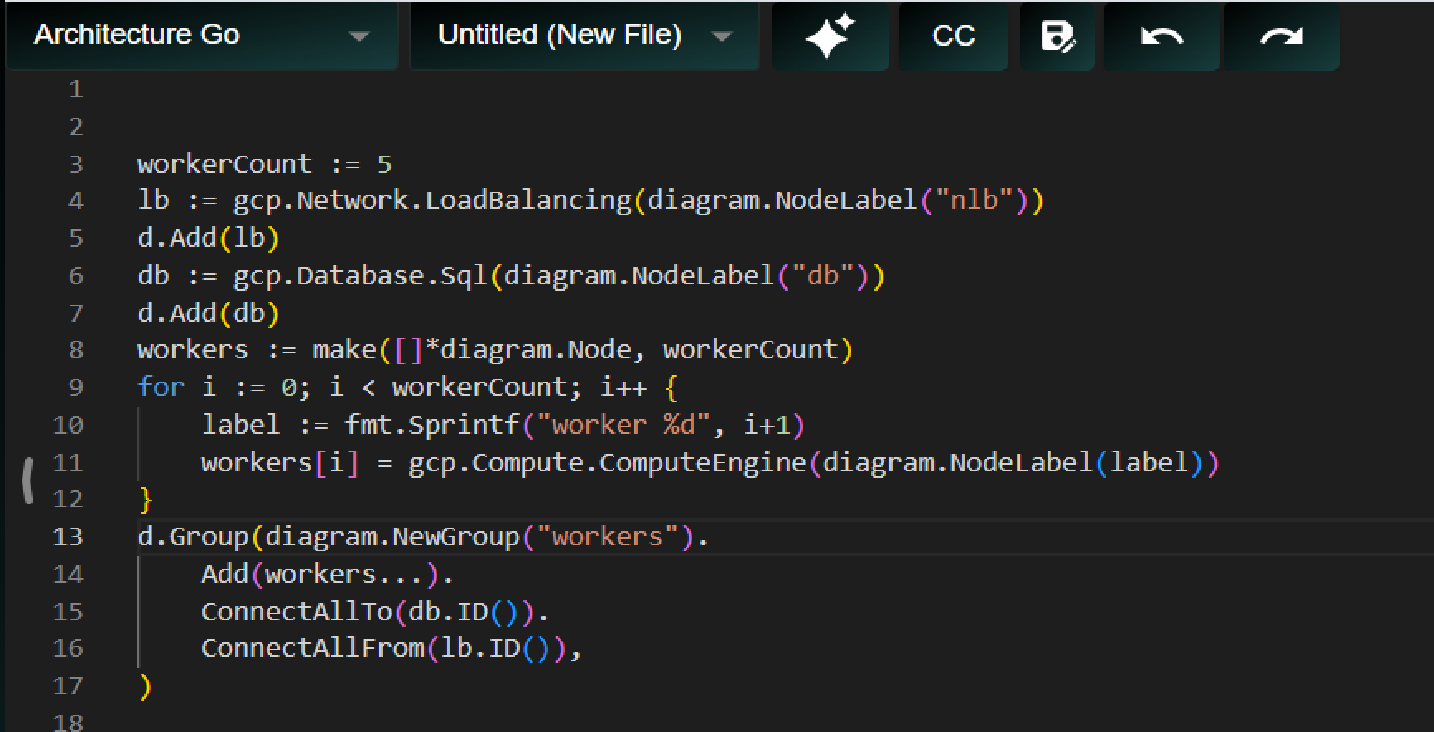 Architecture Go Untitled (New File) CC
1
2
3 workerCount := 5
4 lb := gcp.Network.LoadBalancing(diagram.NodeLabel("nlb"))
5 d.Add(lb)
6 db := gcp.Database.Sql(diagram.NodeLabel("db"))
7 d.Add(db)
8 workers := make([]*diagram.Node, workerCount)
9 for i := 0; i < workerCount; i++ {
10     label := fmt.Sprintf("worker %d", i+1)
11     workers[i] = gcp.Compute.ComputeEngine(diagram.NodeLabel(label))
12 }
13 d.Group(diagram.NewGroup("workers").
14     Add(workers...).
15     ConnectAllTo(db.ID()).
16     ConnectAllFrom(lb.ID()),
17 )
18